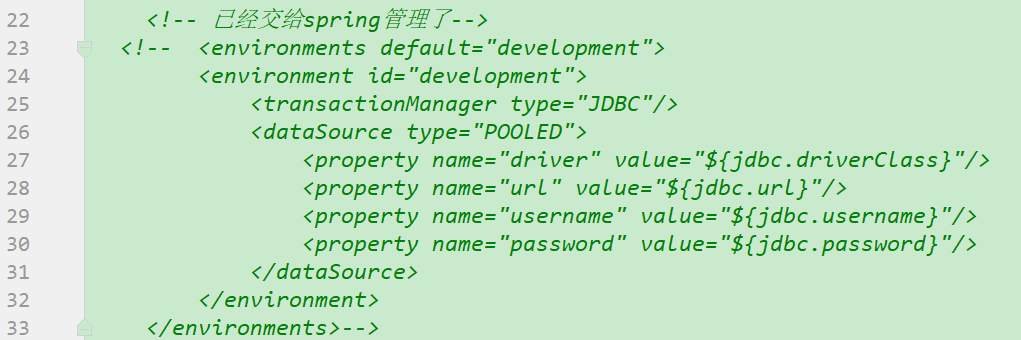 22 <!-- 已经交给spring管理了-->
23 <!-- <environments default="development">
24 <environment id="development">
25 <transactionManager type="JDBC"/>
26 <dataSource type="POOLED">
27 <property name="driver" value="${jdbc.driverClass}"/>
28 <property name="url" value="${jdbc.url}"/>
29 <property name="username" value="${jdbc.username}"/>
30 <property name="password" value="${jdbc.password}"/>
31 </dataSource>
32 </environment>
33 </environments>-->